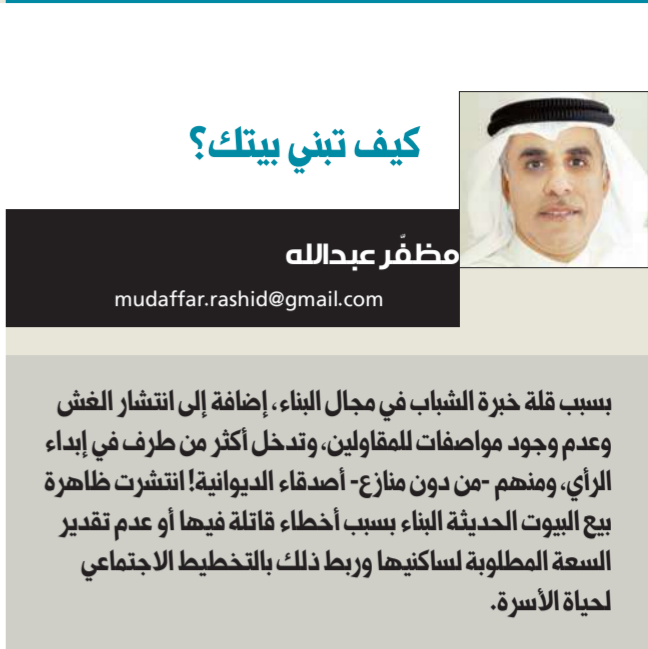 كيف تبني بيتك؟
مظفّر عبدالله
mudaffar.rashid@gmail.com
بسبب قلة خبرة الشباب في مجال البناء، إضافة إلى انتشار الغش
وعدم وجود مواصفات للمقاولين، وتدخل أكثر من طرف في إبداء
الرأي، ومنهم -من دون منازع- أصدقاء الديوانية! انتشرت ظاهرة
بيع البيوت الحديثة البناء بسبب أخطاء قاتلة فيها أو عدم تقدير
السعة المطلوبة لساكنيها وربط ذلك بالتخطيط الاجتماعي
لحياة الأسرة.